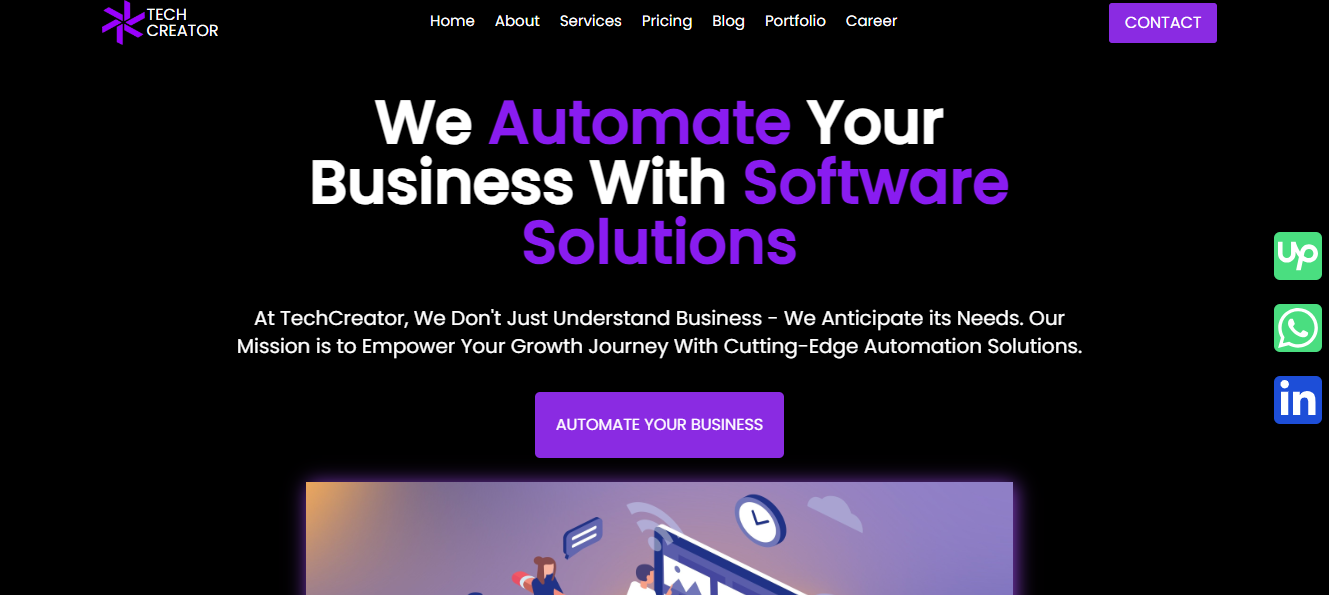 TECH
CREATOR
Home About Services Pricing Blog Portfolio Career
CONTACT
We Automate Your
Business With Software
Solutions
At TechCreator, We Don't Just Understand Business - We Anticipate its Needs. Our
Mission is to Empower Your Growth Journey With Cutting-Edge Automation Solutions.
AUTOMATE YOUR BUSINESS
up
in